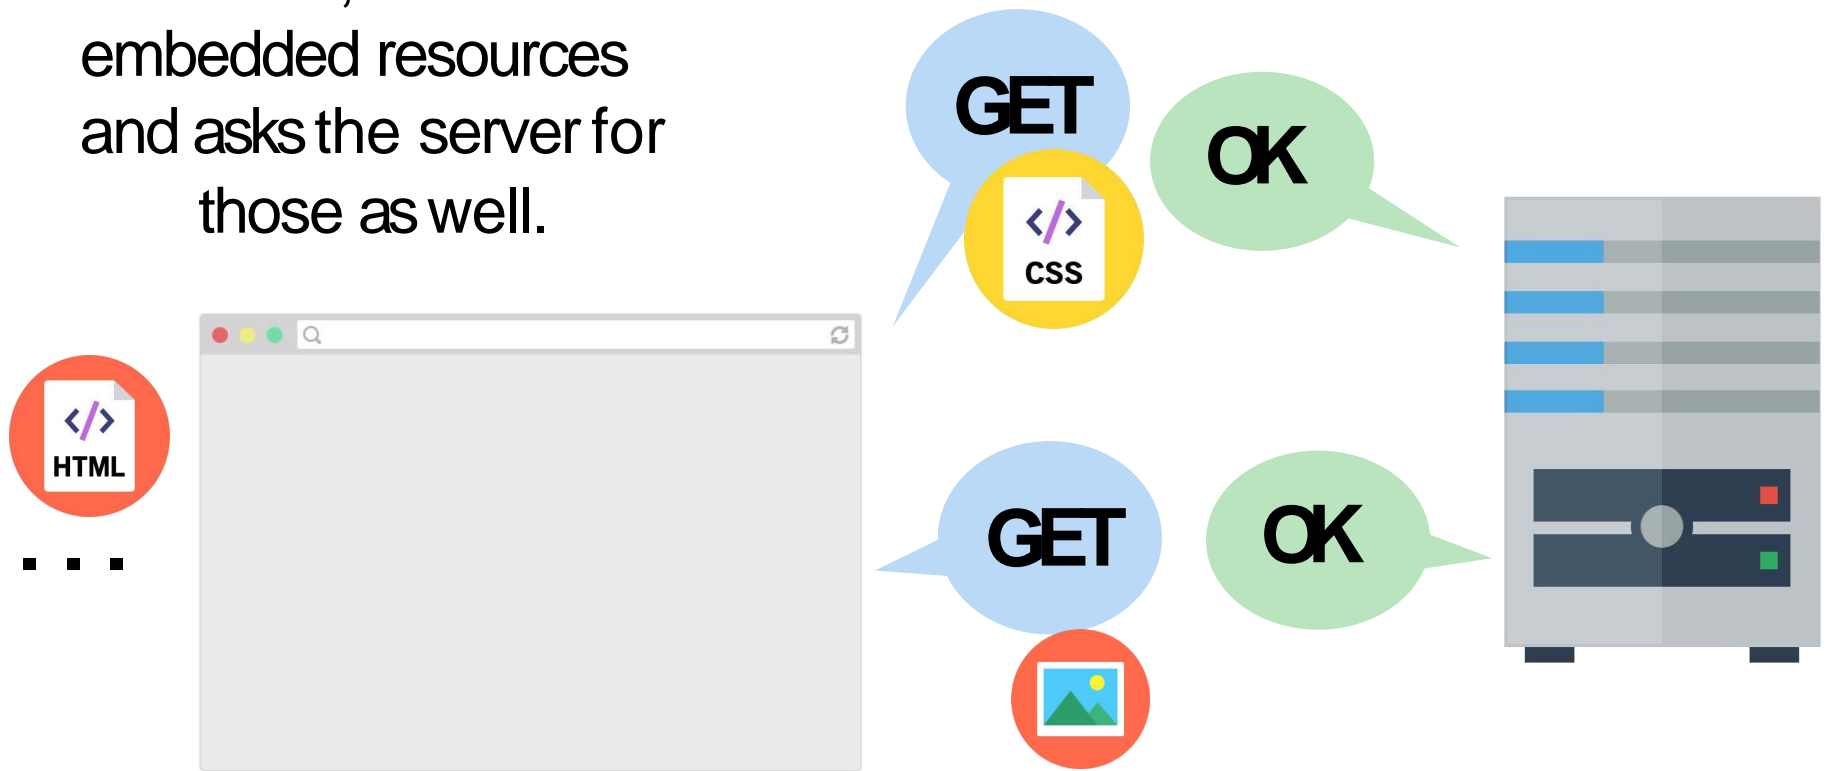 embedded resources
and asks the server for
those as well.
GET
OK
</>
CSS
</>
HTML
...
GET
OK